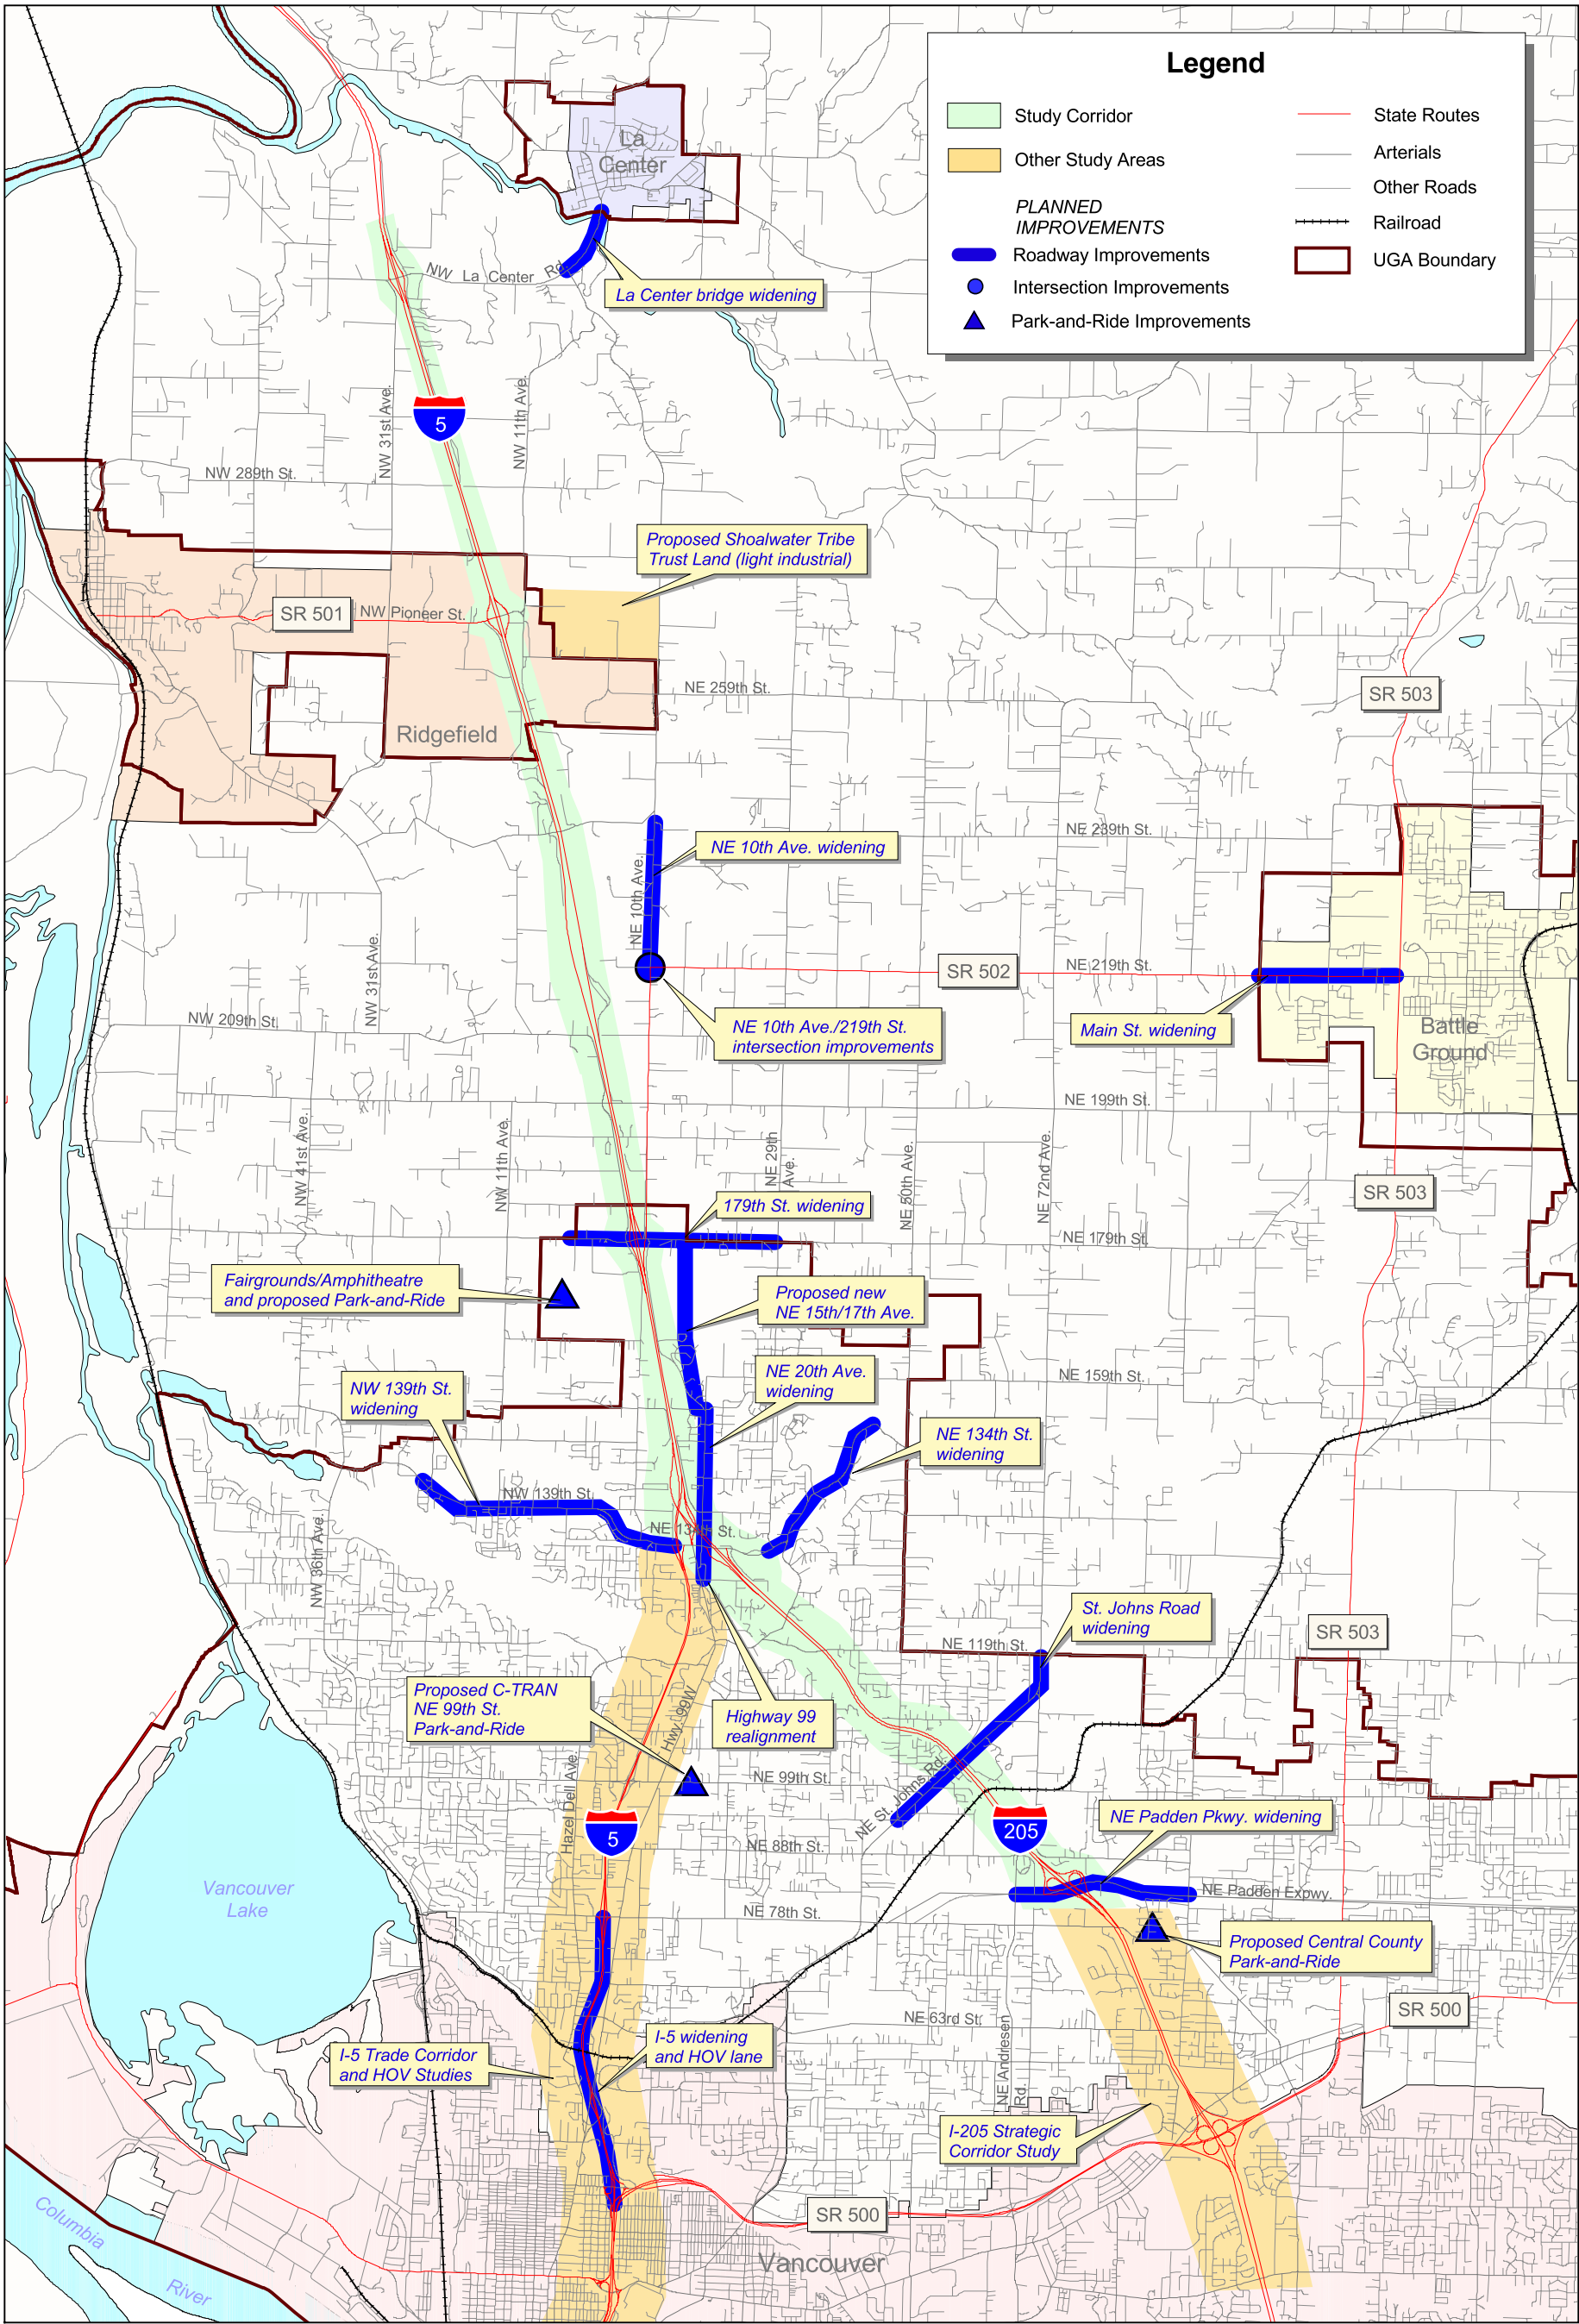 Legend
Study Corridor
Other Study Areas
PLANNED
IMPROVEMENTS
Roadway Improvements
Intersection Improvements
Park-and-Ride Improvements
State Routes
Arterials
Other Roads
Railroad
UGA Boundary
La
Center
NW La Center Rd.
La Center bridge widening
5
NW 31st Ave.
NW 11th Ave.
NW 289th St.
Proposed Shoalwater Tribe
Trust Land (light industrial)
SR 501
NW Pioneer St.
NE 259th St.
SR 503
Ridgefield
NE 10th Ave. widening
NE 239th St.
NE 10th Ave.
NW 31st Ave.
SR 502
NE 219th St.
NW 209th St.
NE 10th Ave./219th St.
intersection improvements
Main St. widening
Battle
Ground
NE 199th St.
NW 41st Ave.
NW 11th Ave.
NE 29th
Ave.
NE 50th Ave.
NE 72nd Ave.
SR 503
179th St. widening
NE 179th St.
Fairgrounds/Amphitheatre
and proposed Park-and-Ride
Proposed new
NE 15th/17th Ave.
NE 20th Ave.
widening
NE 159th St.
NW 139th St.
widening
NE 134th St.
widening
NW 139th St.
NE 134th St.
NW 36th Ave.
St. Johns Road
widening
SR 503
NE 119th St.
Proposed C-TRAN
NE 99th St.
Park-and-Ride
Highway 99
realignment
Hwy. 99W
NE 99th St.
Hazel Dell Ave.
NE St. Johns Rd.
5
205
NE Padden Pkwy. widening
NE 88th St.
Vancouver
Lake
NE Padden Expwy.
NE 78th St.
Proposed Central County
Park-and-Ride
SR 500
NE 63rd St.
I-5 widening
and HOV lane
I-5 Trade Corridor
and HOV Studies
NE Andresen
Rd.
I-205 Strategic
Corridor Study
SR 500
Columbia
River
Vancouver